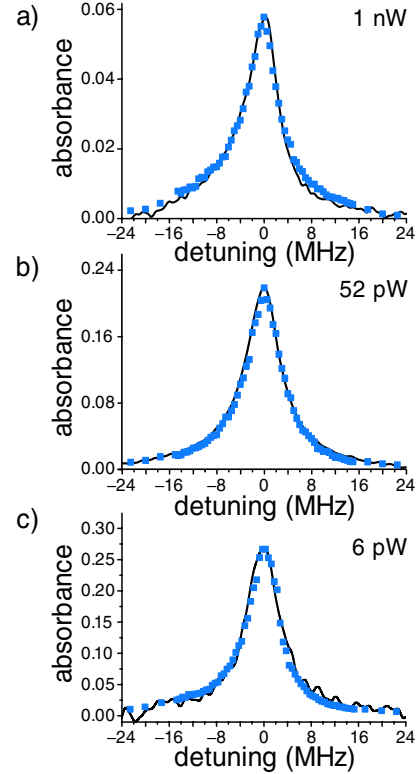 a)
1 nW
absorbance
0.06
0.04
0.02
0.00
−24 −16 −8 0 8 16 24
detuning (MHz)
b)
52 pW
absorbance
0.24
0.16
0.08
0.00
−24 −16 −8 0 8 16 24
detuning (MHz)
c)
6 pW
absorbance
0.30
0.25
0.20
0.15
0.10
0.05
0.00
−24 −16 −8 0 8 16 24
detuning (MHz)